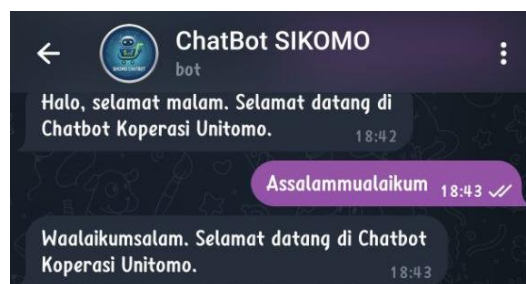 ChatBot SIKOMO
bot
Halo, selamat malam. Selamat datang di
Chatbot Koperasi Unitomo.
18:42
Assalammualaikum 18:43
Waalaikumsalam. Selamat datang di Chatbot
Koperasi Unitomo.
18:43